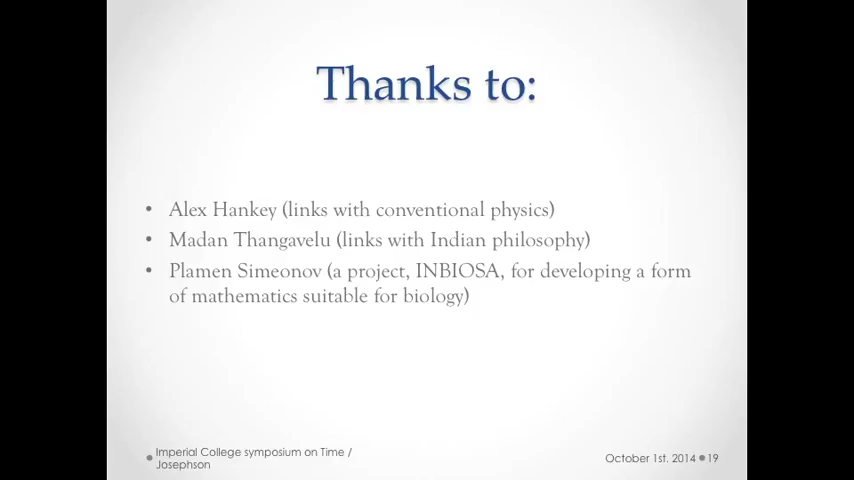 Thanks to:
• Alex Hankey (links with conventional physics)
• Madan Thangavelu (links with Indian philosophy)
• Plamen Simeonov (a project, INBIOSA, for developing a form
of mathematics suitable for biology)
Imperial College symposium on Time /
Josephson
October 1st. 2014 ● 19